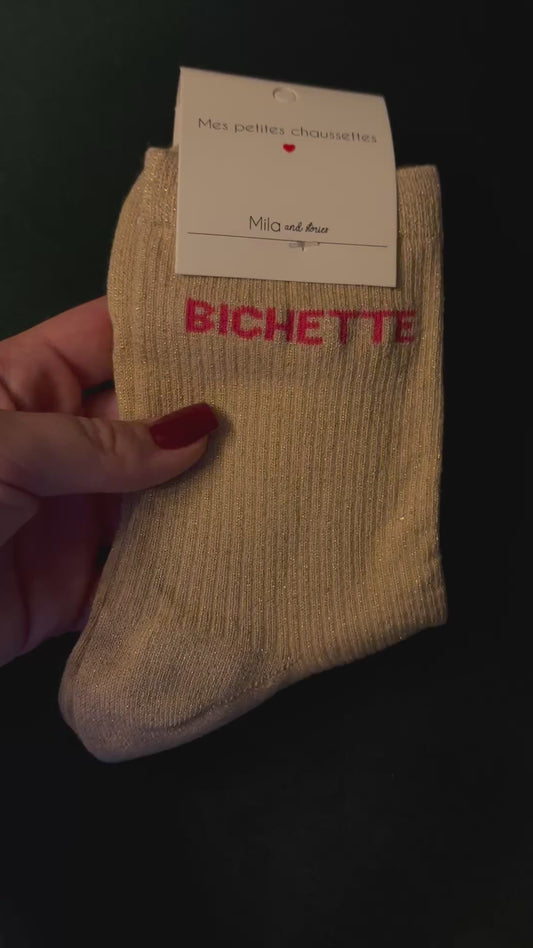 Mes petites chaussettes
Mila and stories
BICHETTE